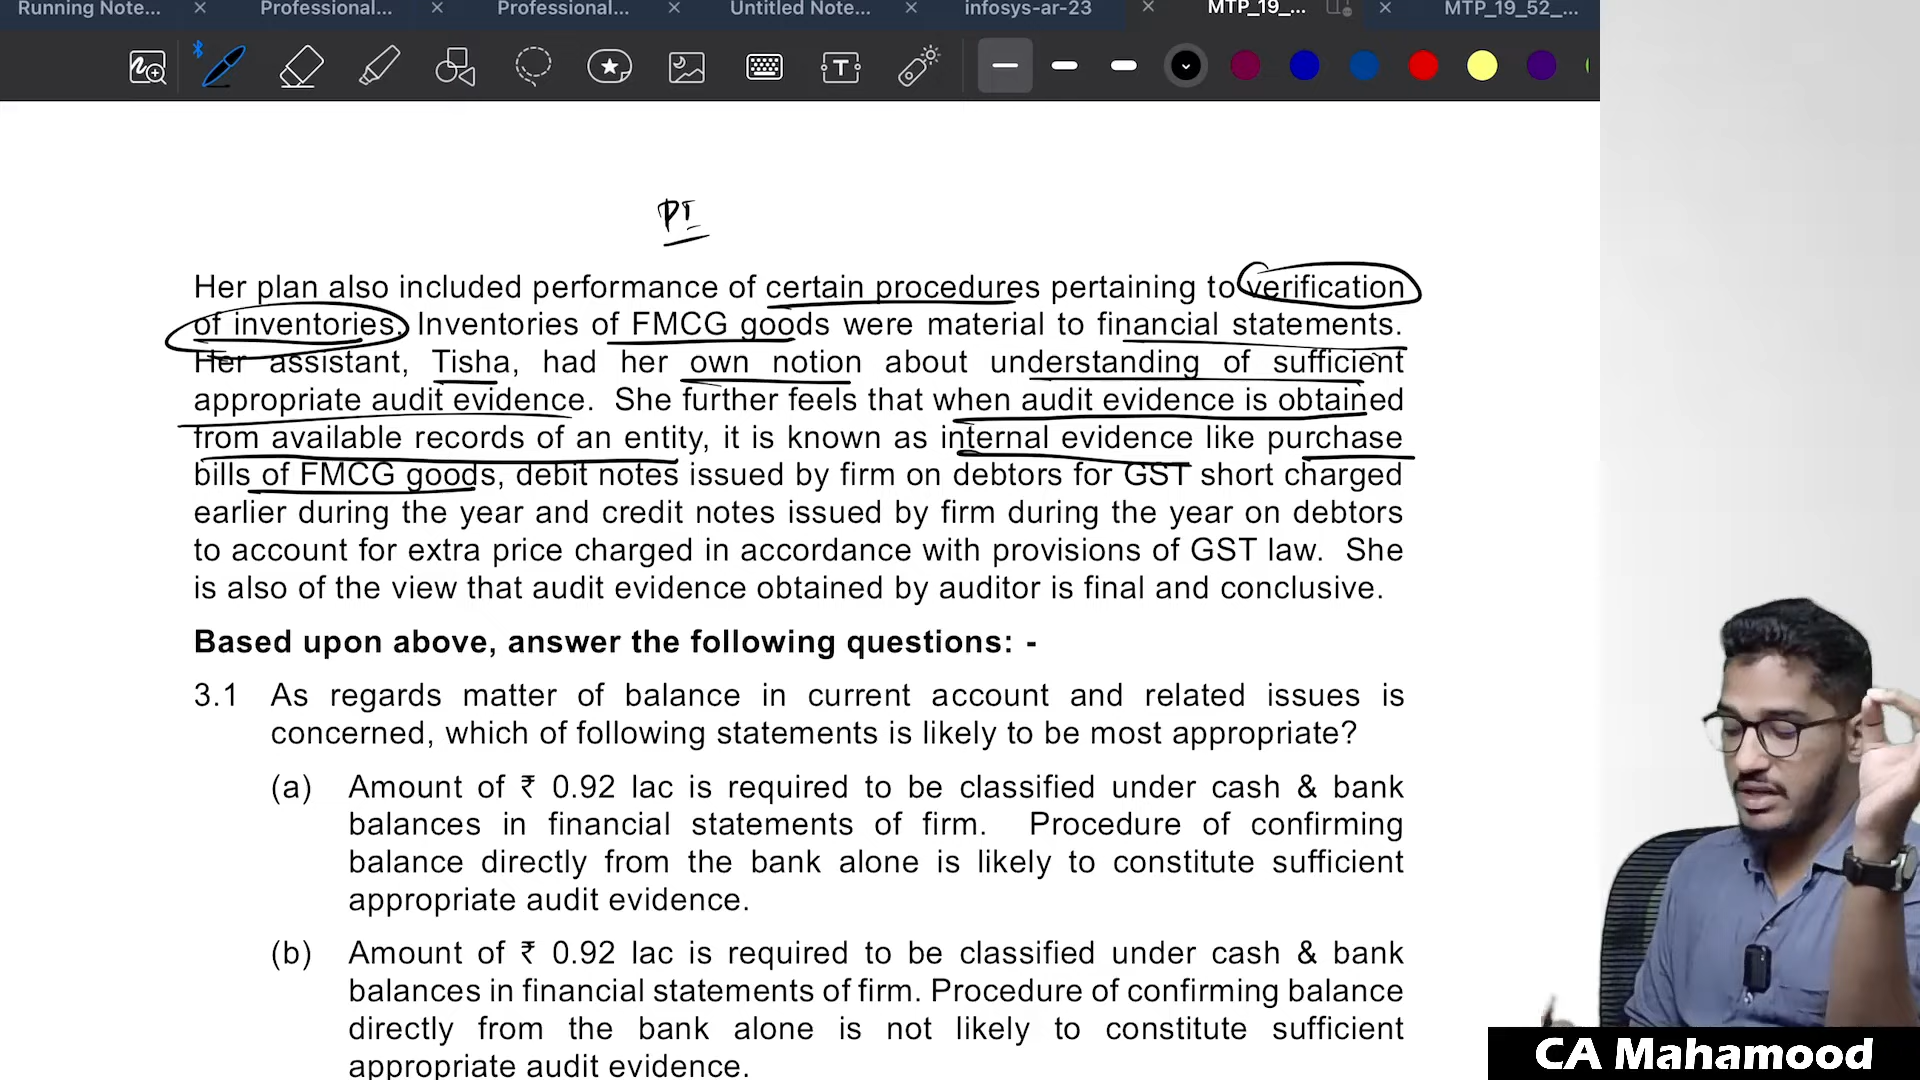 Running Note...
Professional...
Professional...
Untitled Note...
infosys-ar-23
MTP_19_...
MTP_19_52_...
PI
Her plan also included performance of certain procedures pertaining to verification
of inventories. Inventories of FMCG goods were material to financial statements.
Her assistant, Tisha, had her own notion about understanding of sufficient
appropriate audit evidence. She further feels that when audit evidence is obtained
from available records of an entity, it is known as internal evidence like purchase
bills of FMCG goods, debit notes issued by firm on debtors for GST short charged
earlier during the year and credit notes issued by firm during the year on debtors
to account for extra price charged in accordance with provisions of GST law. She
is also of the view that audit evidence obtained by auditor is final and conclusive.
Based upon above, answer the following questions: -
3.1 As regards matter of balance in current account and related issues is
concerned, which of following statements is likely to be most appropriate?
(a) Amount of ₹ 0.92 lac is required to be classified under cash & bank
balances in financial statements of firm. Procedure of confirming
balance directly from the bank alone is likely to constitute sufficient
appropriate audit evidence.
(b) Amount of ₹ 0.92 lac is required to be classified under cash & bank
balances in financial statements of firm. Procedure of confirming balance
directly from the bank alone is not likely to constitute sufficient
appropriate audit evidence.
CA Mahamood